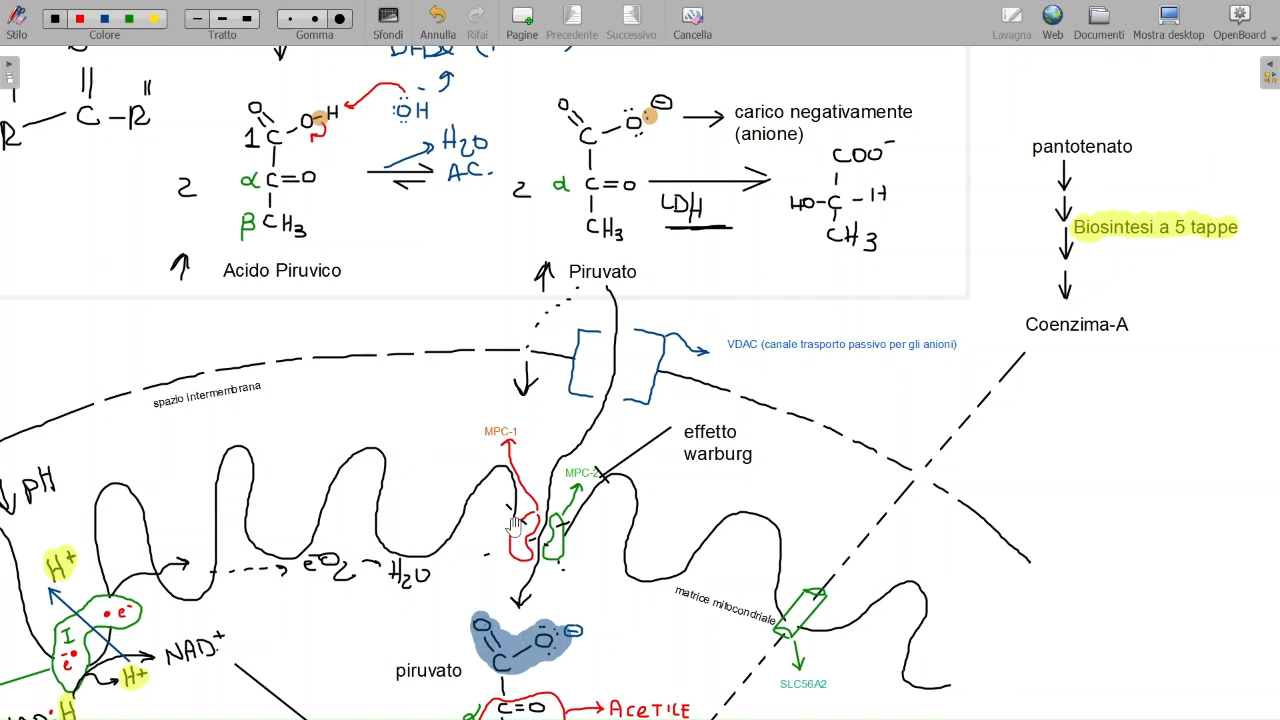 Stilo
Colore
Tratto
Gomma
Sfondi
Annulla
Rifai
Pagine
Precedente
Successivo
Cancella
Lavagna
Web
Documenti
Mostra desktop
OpenBoard
R
C-R"
O
1 C O-H
α C=O
β CH3
2
Acido Piruvico
:ÖH⁻
H2O
AC.
O
C O ⊖
α C=O
CH3
2
Piruvato
carico negativamente
(anione)
LDH
COO⁻
HO-C-H
CH3
pantotenato
Biosintesi a 5 tappe
Coenzima-A
VDAC (canale trasporto passivo per gli anioni)
spazio intermembrana
MPC-1
MPC-2
effetto
warburg
↓pH
H+
I
e⁻
• e⁻
H+
NAD+
H
H2O
matrice mitocondriale
SLC56A2
O
C O ⊖
piruvato
α C=O
ACeTILE